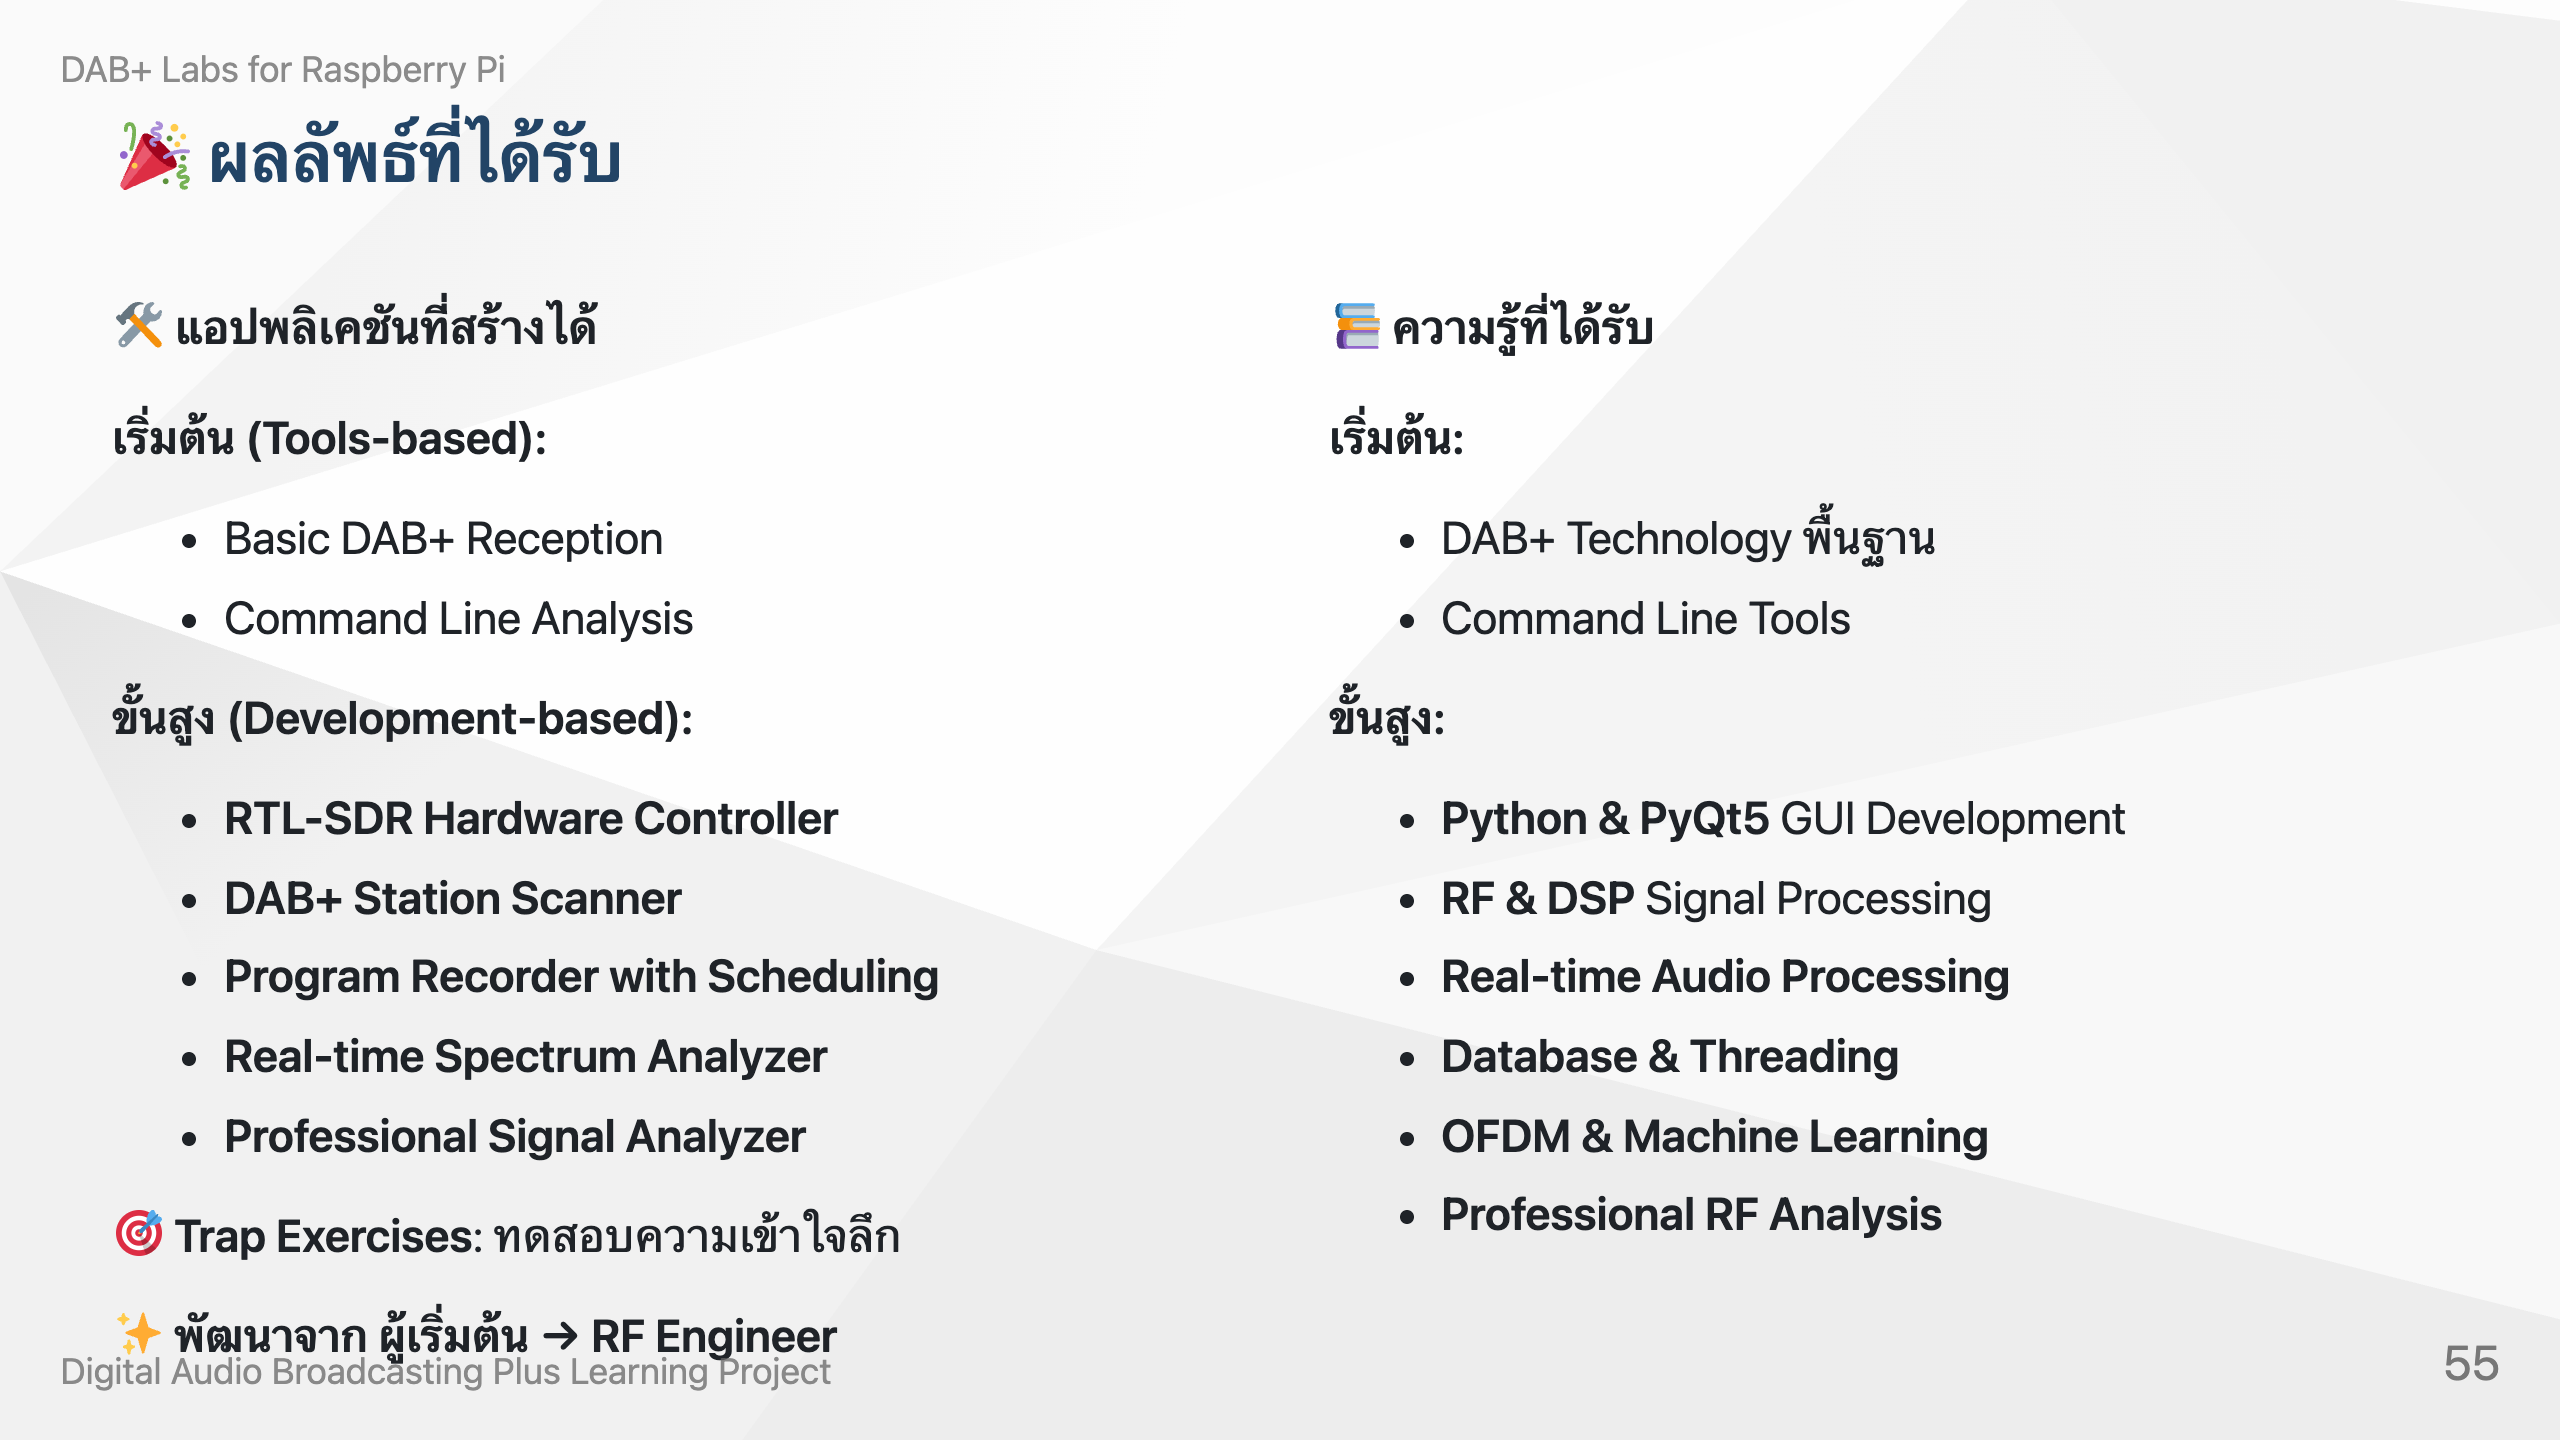 DAB+ Labs for Raspberry Pi
🎉 ผลลัพธ์ที่ได้รับ
🛠️ แอปพลิเคชันที่สร้างได้
เริ่มต้น (Tools-based):
• Basic DAB+ Reception
• Command Line Analysis
ขั้นสูง (Development-based):
• RTL-SDR Hardware Controller
• DAB+ Station Scanner
• Program Recorder with Scheduling
• Real-time Spectrum Analyzer
• Professional Signal Analyzer
🎯 Trap Exercises: ทดสอบความเข้าใจลึก
✨ พัฒนาจาก ผู้เริ่มต้น → RF Engineer
📚 ความรู้ที่ได้รับ
เริ่มต้น:
• DAB+ Technology พื้นฐาน
• Command Line Tools
ขั้นสูง:
• Python & PyQt5 GUI Development
• RF & DSP Signal Processing
• Real-time Audio Processing
• Database & Threading
• OFDM & Machine Learning
• Professional RF Analysis
Digital Audio Broadcasting Plus Learning Project
55